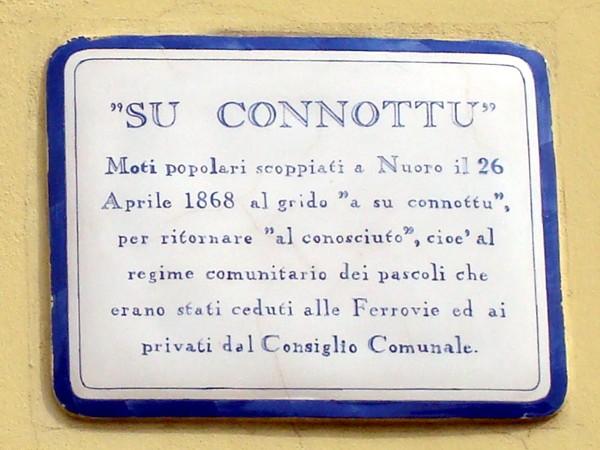 "SU CONNOTTU"
Moti popolari scoppiati a Nuoro il 26
Aprile 1868 al grido "a su connottu",
per ritornare "al conosciuto", cioe' al
regime comunitario dei pascoli che
erano stati ceduti alle Ferrovie ed ai
privati dal Consiglio Comunale.